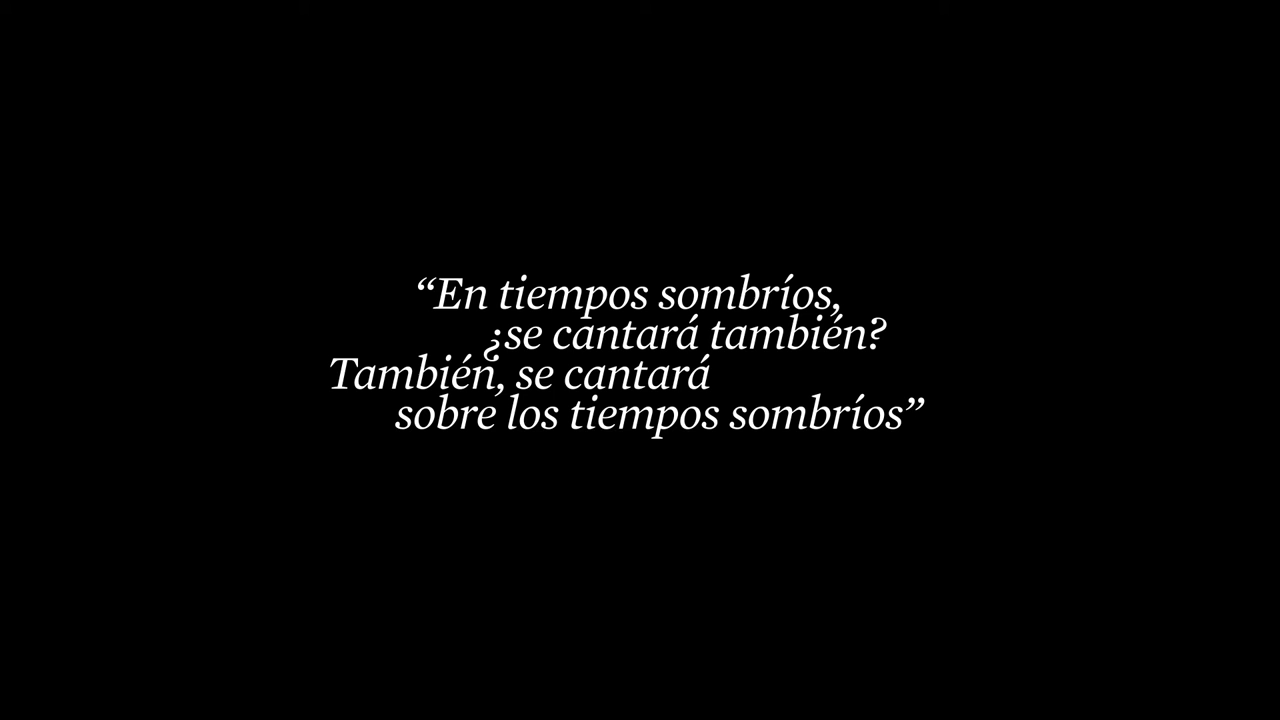 “En tiempos sombríos,
¿se cantará también?
También, se cantará
sobre los tiempos sombríos”